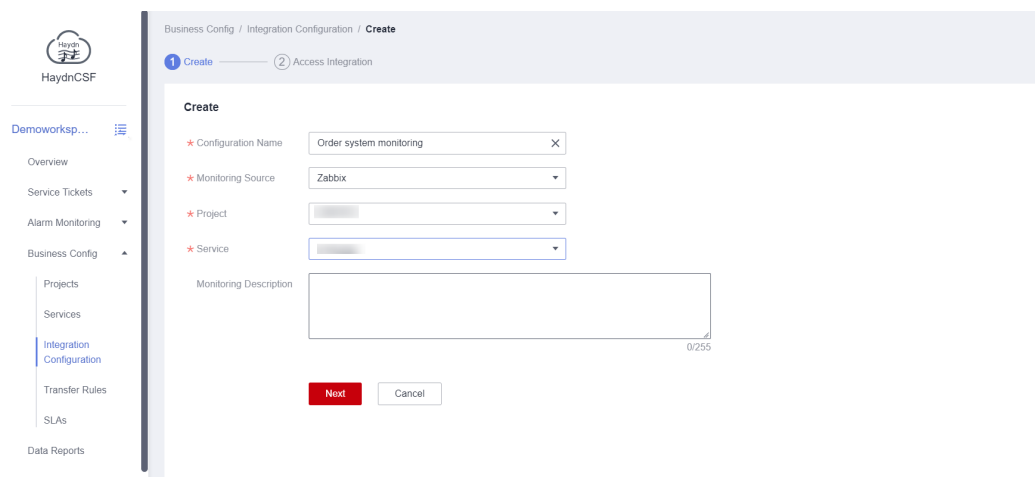 Haydn
HaydnCSF
Demoworksp...
Overview
Service Tickets
Alarm Monitoring
Business Config
Projects
Services
Integration
Configuration
Transfer Rules
SLAs
Data Reports
Business Config / Integration Configuration / Create
1 Create 2 Access Integration
Create
* Configuration Name Order system monitoring
* Monitoring Source Zabbix
* Project
* Service
Monitoring Description
0/255
Next Cancel